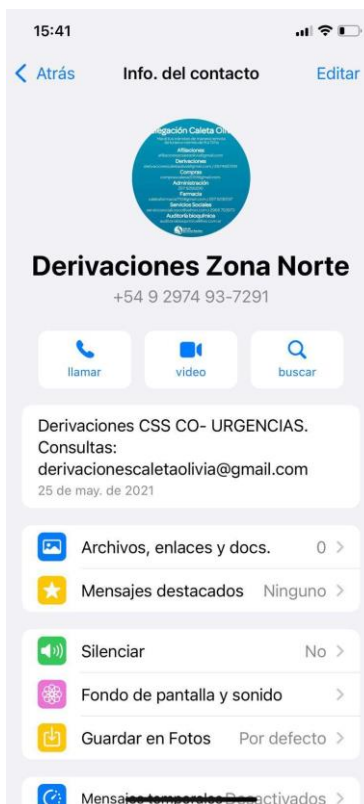 15:41
Atrás
Info. del contacto
Editar
Delegación Caleta
Afiliaciones
Derivaciones
Compras
Administración
Farmacia
Servicios Sociales
Auditoría bioquímica
Derivaciones Zona Norte
+54 9 2974 93-7291
llamar
video
buscar
Derivaciones CSS CO- URGENCIAS.
Consultas:
derivacionescaletaolivia@gmail.com
25 de may. de 2021
Archivos, enlaces y docs.
0
Mensajes destacados
Ninguno
Silenciar
No
Fondo de pantalla y sonido
Guardar en Fotos
Por defecto
Mensajes temporales
Desactivados